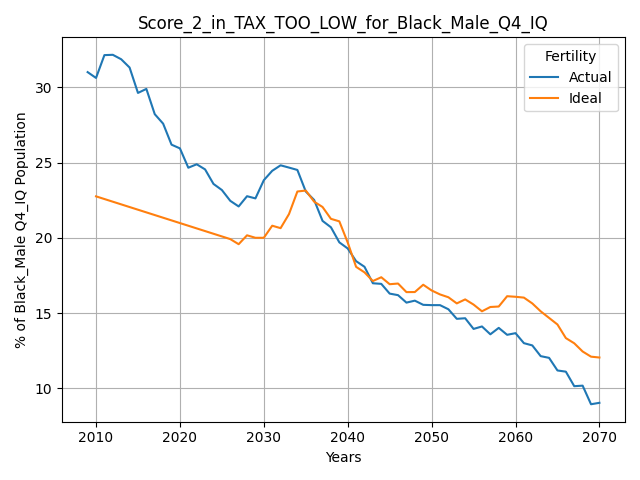 Score_2_in_TAX_TOO_LOW_for_Black_Male_Q4_IQ
Fertility
Actual
Ideal
% of Black_Male Q4_IQ Population
30
25
20
15
10
2010 2020 2030 2040 2050 2060 2070
Years